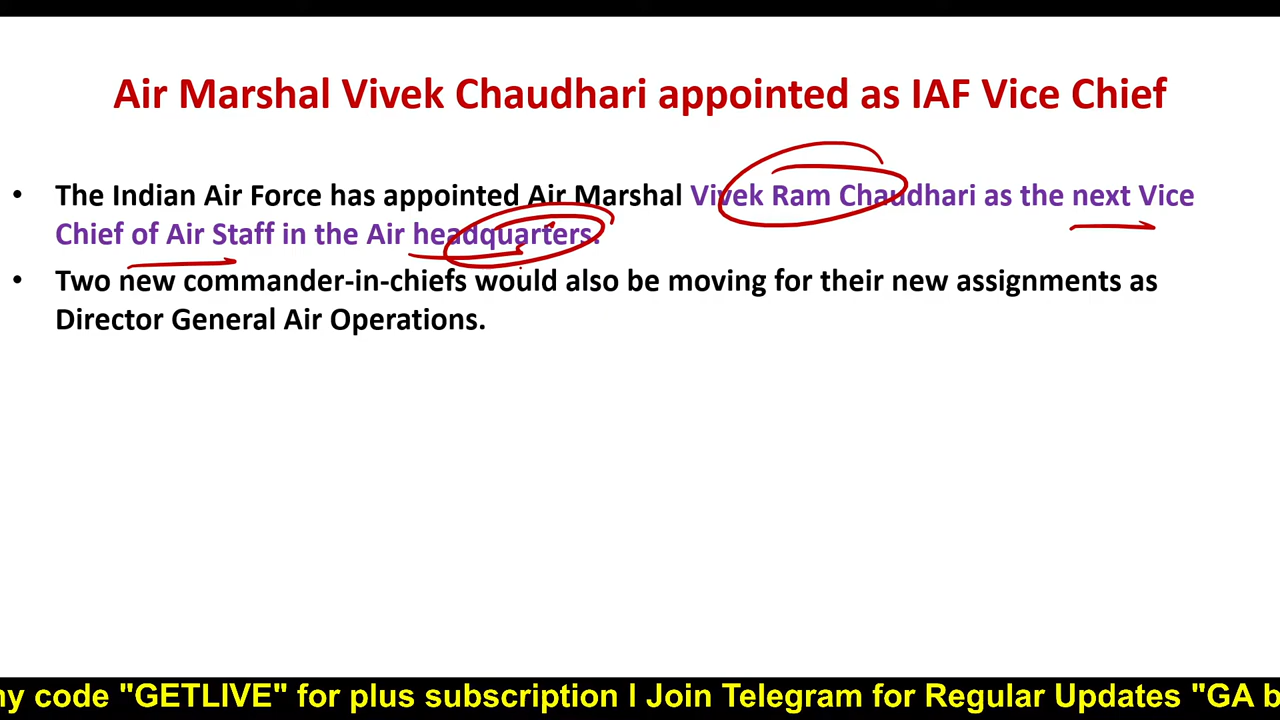 Air Marshal Vivek Chaudhari appointed as IAF Vice Chief
• The Indian Air Force has appointed Air Marshal Vivek Ram Chaudhari as the next Vice
Chief of Air Staff in the Air headquarters.
• Two new commander-in-chiefs would also be moving for their new assignments as
Director General Air Operations.
ny code "GETLIVE" for plus subscription I Join Telegram for Regular Updates "GA b